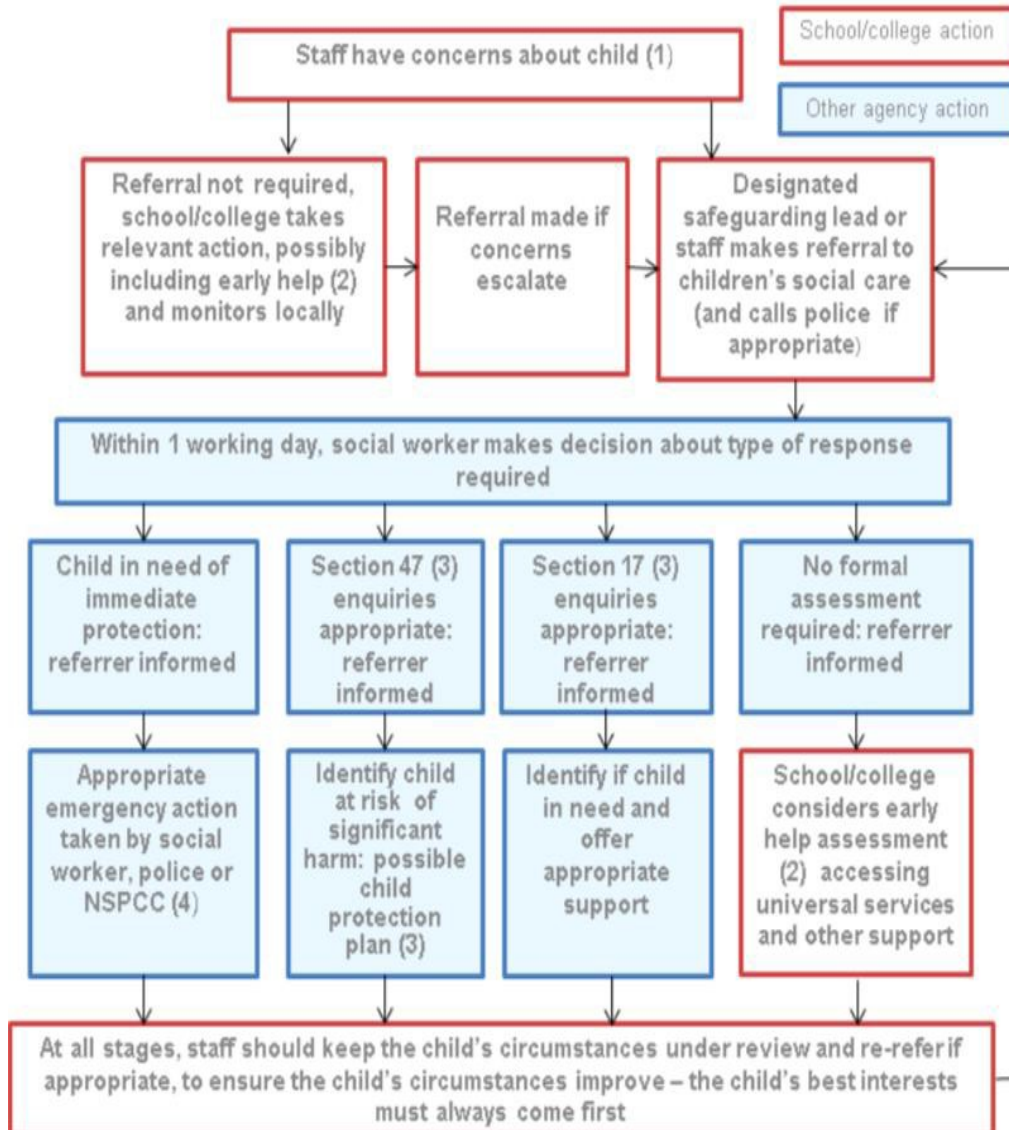 School/college action
Staff have concerns about child (1)
Other agency action
Referral not required,
school/college takes
relevant action, possibly
including early help (2)
and monitors locally
Referral made if
concerns
escalate
Designated
safeguarding lead or
staff makes referral to
children's social care
(and calls police if
appropriate)
Within 1 working day, social worker makes decision about type of response
required
Child in need of
immediate
protection:
referrer informed
Section 47 (3)
enquiries
appropriate:
referrer
informed
Section 17 (3)
enquiries
appropriate:
referrer
informed
No formal
assessment
required: referrer
informed
Appropriate
emergency action
taken by social
worker, police or
NSPCC (4)
Identify child
at risk of
significant
harm: possible
child
protection
plan (3)
Identify if child
in need and
offer
appropriate
support
School/college
considers early
help assessment
(2) accessing
universal services
and other support
At all stages, staff should keep the child's circumstances under review and re-refer if
appropriate, to ensure the child's circumstances improve – the child's best interests
must always come first